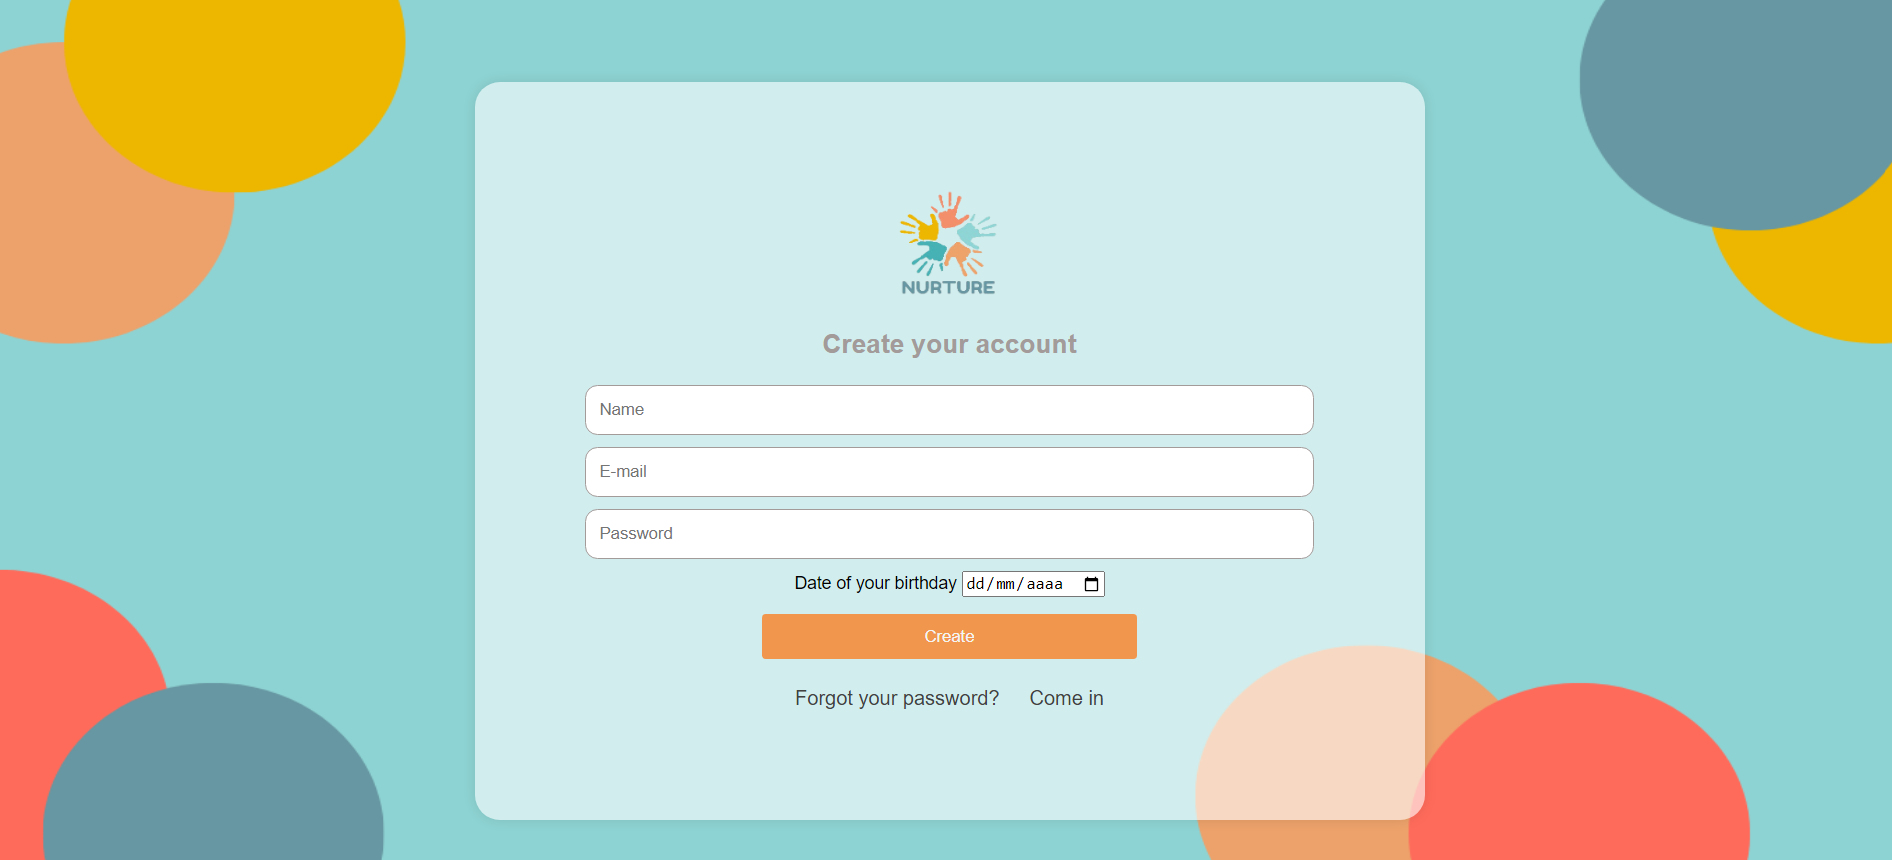 NURTURE
Create your account
Name
E-mail
Password
Date of your birthday dd/mm/aaaa
Create
Forgot your password? Come in